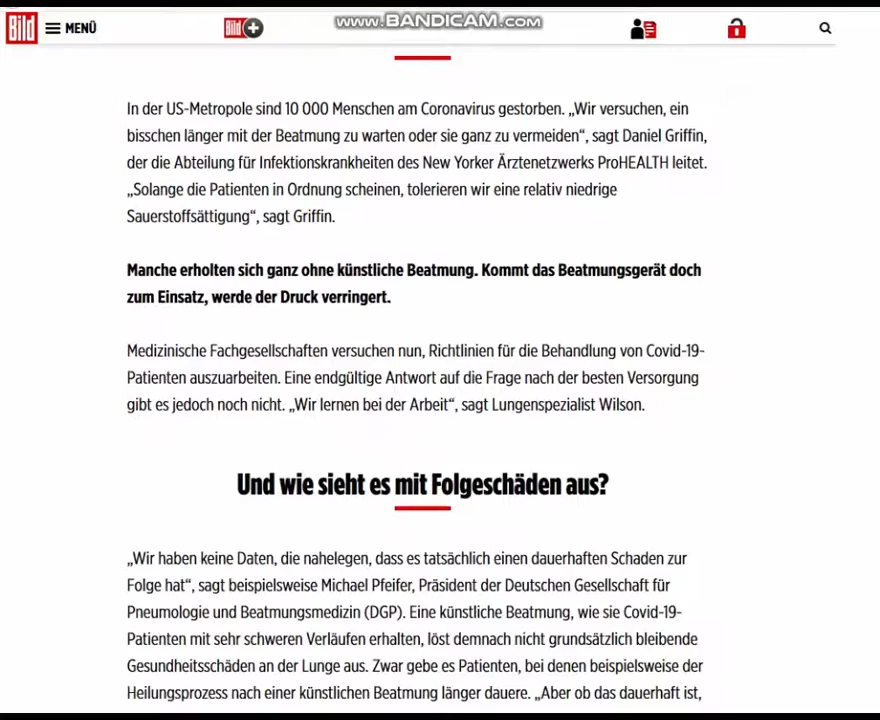 Bild
MENÜ
Bild
www.BANDICAM.com
In der US-Metropole sind 10 000 Menschen am Coronavirus gestorben. „Wir versuchen, ein
bisschen länger mit der Beatmung zu warten oder sie ganz zu vermeiden“, sagt Daniel Griffin,
der die Abteilung für Infektionskrankheiten des New Yorker Ärztenetzwerks ProHEALTH leitet.
„Solange die Patienten in Ordnung scheinen, tolerieren wir eine relativ niedrige
Sauerstoffsättigung“, sagt Griffin.
Manche erholten sich ganz ohne künstliche Beatmung. Kommt das Beatmungsgerät doch
zum Einsatz, werde der Druck verringert.
Medizinische Fachgesellschaften versuchen nun, Richtlinien für die Behandlung von Covid-19-
Patienten auszuarbeiten. Eine endgültige Antwort auf die Frage nach der besten Versorgung
gibt es jedoch noch nicht. „Wir lernen bei der Arbeit“, sagt Lungenspezialist Wilson.
Und wie sieht es mit Folgeschäden aus?
„Wir haben keine Daten, die nahelegen, dass es tatsächlich einen dauerhaften Schaden zur
Folge hat“, sagt beispielsweise Michael Pfeifer, Präsident der Deutschen Gesellschaft für
Pneumologie und Beatmungsmedizin (DGP). Eine künstliche Beatmung, wie sie Covid-19-
Patienten mit sehr schweren Verläufen erhalten, löst demnach nicht grundsätzlich bleibende
Gesundheitsschäden an der Lunge aus. Zwar gebe es Patienten, bei denen beispielsweise der
Heilungsprozess nach einer künstlichen Beatmung länger dauere. „Aber ob das dauerhaft ist,